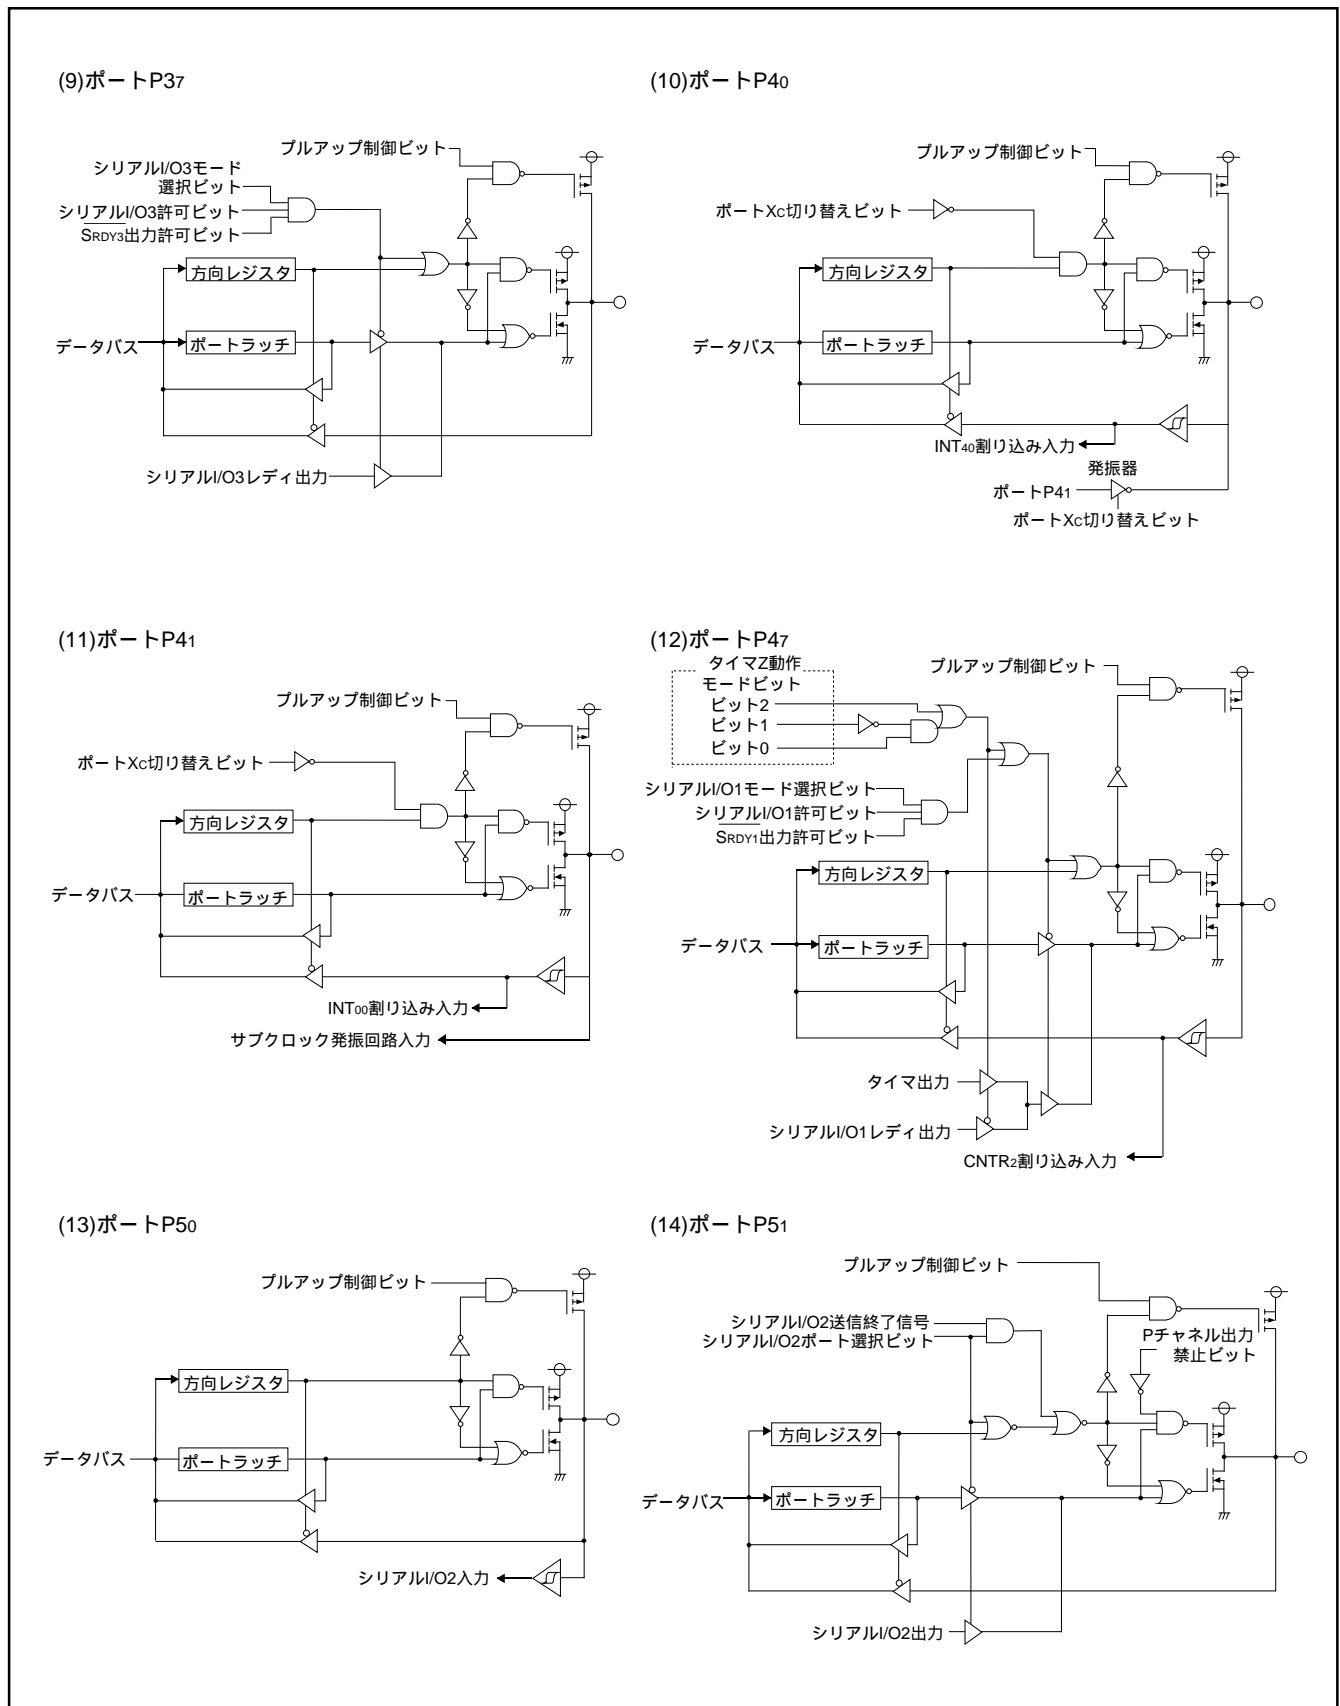 (9)ポートP37
プルアップ制御ビット
シリアルI/O3モード
選択ビット
シリアルI/O3許可ビット
SRDY3出力許可ビット
方向レジスタ
データバス
ポートラッチ
シリアルI/O3レディ出力
(10)ポートP40
プルアップ制御ビット
ポートXC切り替えビット
方向レジスタ
データバス
ポートラッチ
INT40割り込み入力
発振器
ポートP41
ポートXC切り替えビット
(11)ポートP41
プルアップ制御ビット
ポートXC切り替えビット
方向レジスタ
データバス
ポートラッチ
INT00割り込み入力
サブクロック発振回路入力
(12)ポートP47
タイマZ動作
モードビット
ビット2
ビット1
ビット0
プルアップ制御ビット
シリアルI/O1モード選択ビット
シリアルI/O1許可ビット
SRDY1出力許可ビット
方向レジスタ
データバス
ポートラッチ
タイマ出力
シリアルI/O1レディ出力
CNTR2割り込み入力
(13)ポートP50
プルアップ制御ビット
方向レジスタ
データバス
ポートラッチ
シリアルI/O2入力
(14)ポートP51
プルアップ制御ビット
シリアルI/O2送信終了信号
シリアルI/O2ポート選択ビット
Pチャネル出力
禁止ビット
方向レジスタ
データバス
ポートラッチ
シリアルI/O2出力